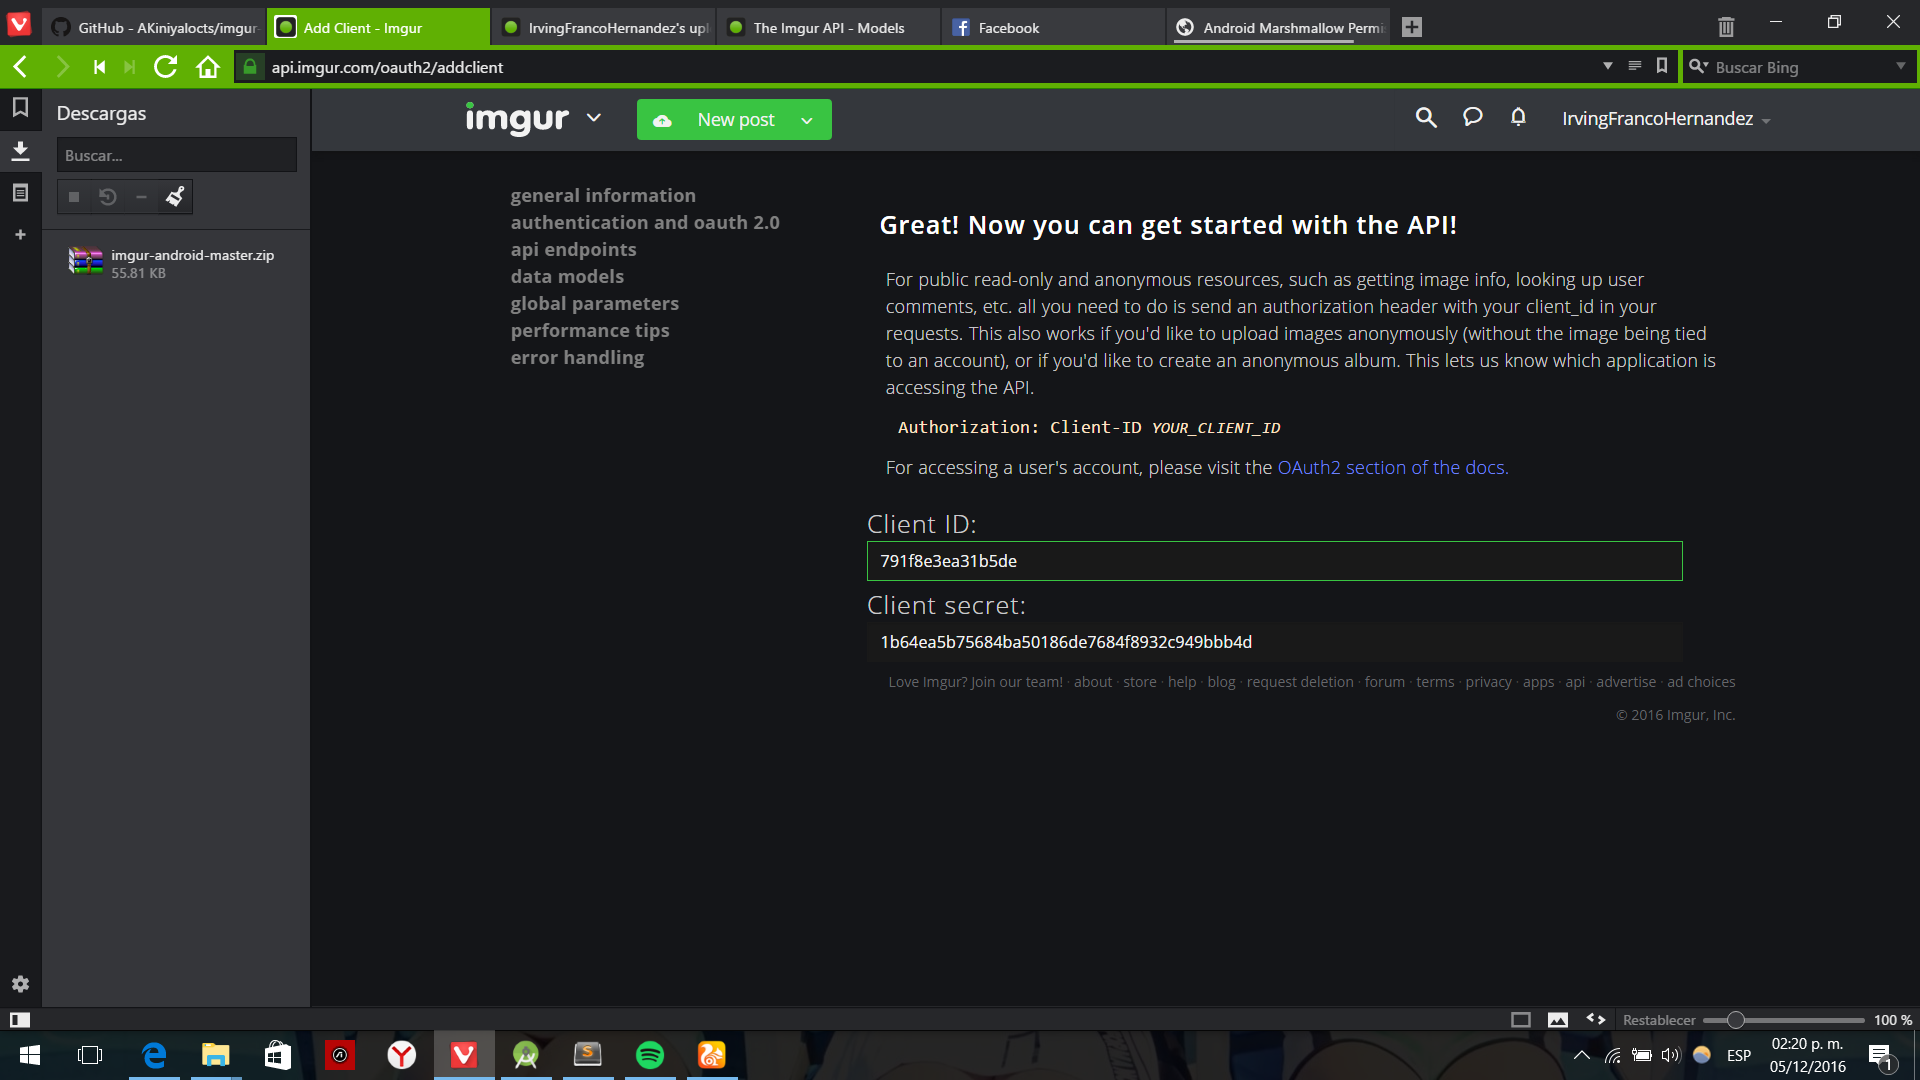 GitHub - AKiniyalocts/imgur-
Add Client - Imgur
IrvingFrancoHernandez's upl
The Imgur API - Models
Facebook
Android Marshmallow Permi
api.imgur.com/oauth2/addclient
Buscar Bing
Descargas
Buscar...
imgur-android-master.zip
55.81 KB
imgur
New post
IrvingFrancoHernandez
general information
authentication and oauth 2.0
api endpoints
data models
global parameters
performance tips
error handling
Great! Now you can get started with the API!
For public read-only and anonymous resources, such as getting image info, looking up user
comments, etc. all you need to do is send an authorization header with your client_id in your
requests. This also works if you'd like to upload images anonymously (without the image being tied
to an account), or if you'd like to create an anonymous album. This lets us know which application is
accessing the API.
Authorization: Client-ID YOUR_CLIENT_ID
For accessing a user's account, please visit the OAuth2 section of the docs.
Client ID:
791f8e3ea31b5de
Client secret:
1b64ea5b75684ba50186de7684f8932c949bbb4d
Love Imgur? Join our team! · about · store · help · blog · request deletion · forum · terms · privacy · apps · api · advertise · ad choices
© 2016 Imgur, Inc.
Restablecer
100 %
ESP
02:20 p. m.
05/12/2016
1